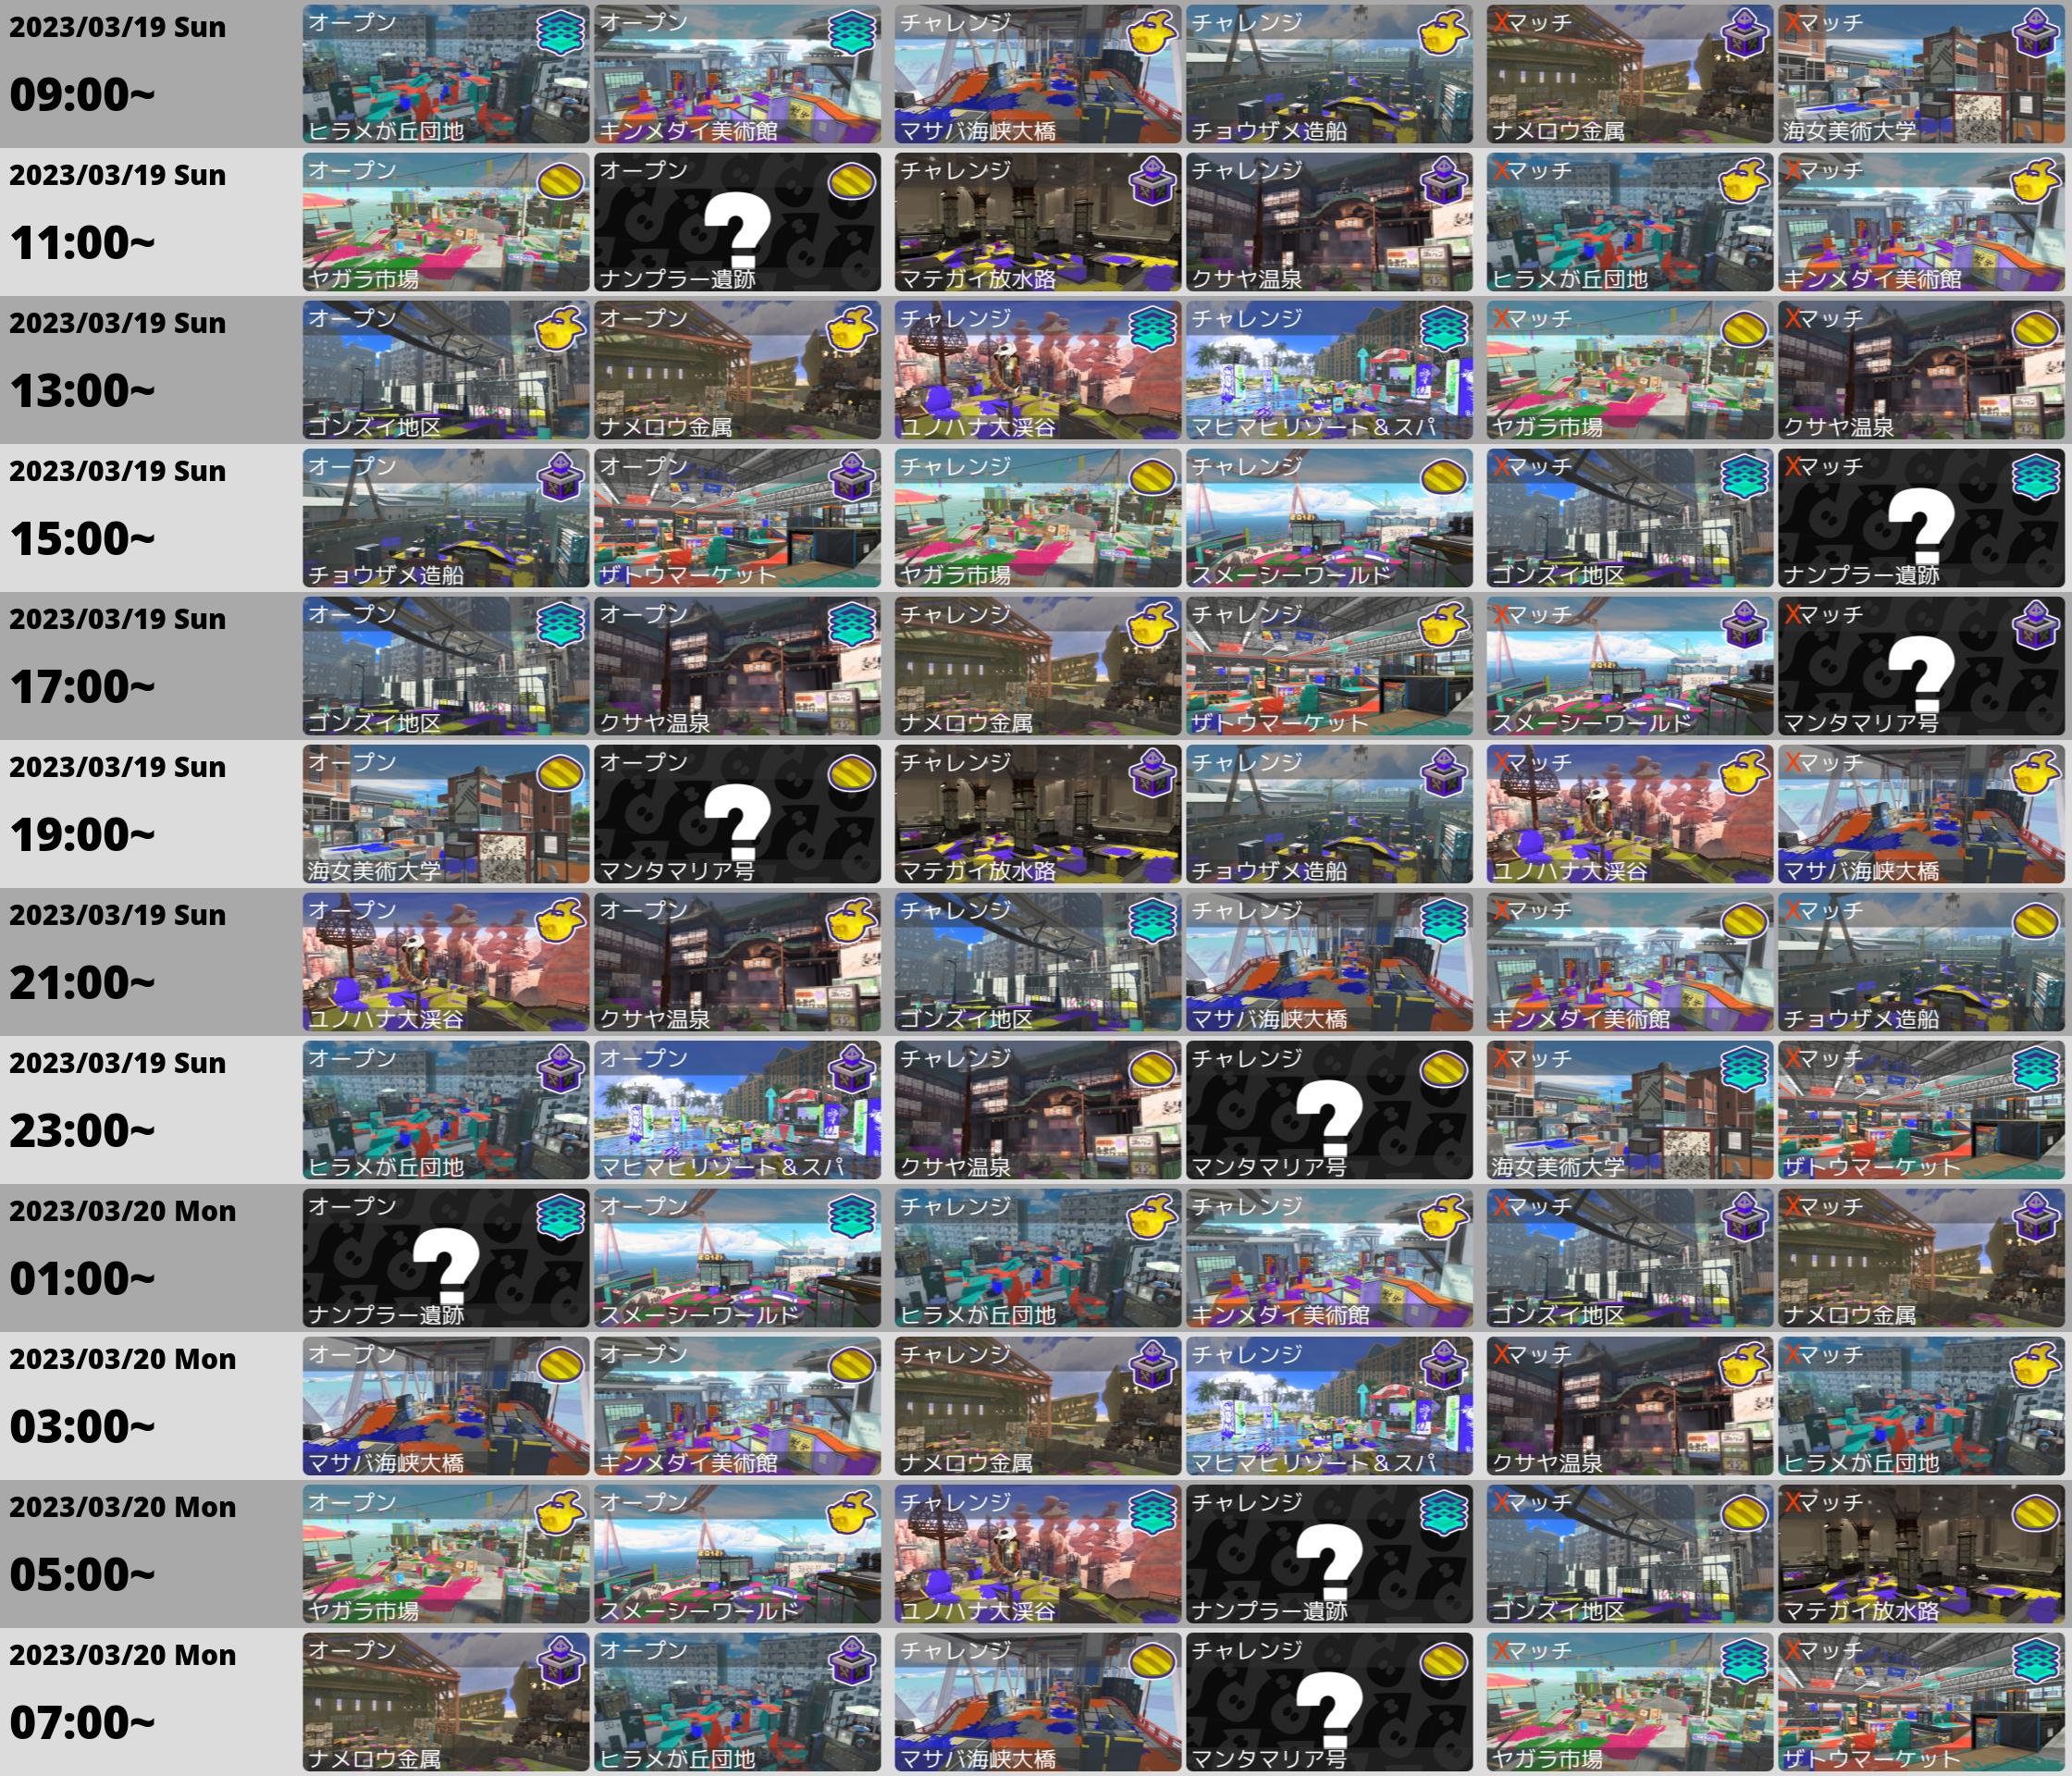 2023/03/19 Sun
09:00~
オープン
ヒラメが丘団地
オープン
キンメダイ美術館
チャレンジ
マサバ海峡大橋
チャレンジ
チョウザメ造船
Xマッチ
ナメロウ金属
Xマッチ
海女美術大学
2023/03/19 Sun
11:00~
オープン
ヤガラ市場
オープン
?
ナンプラー遺跡
チャレンジ
マテガイ放水路
チャレンジ
クサヤ温泉
Xマッチ
ヒラメが丘団地
Xマッチ
キンメダイ美術館
2023/03/19 Sun
13:00~
オープン
ゴンズイ地区
オープン
ナメロウ金属
チャレンジ
ユノハナ大渓谷
チャレンジ
マヒマヒリゾート&スパ
Xマッチ
ヤガラ市場
Xマッチ
クサヤ温泉
2023/03/19 Sun
15:00~
オープン
チョウザメ造船
オープン
ザトウマーケット
チャレンジ
ヤガラ市場
チャレンジ
スメーシーワールド
Xマッチ
ゴンズイ地区
Xマッチ
?
ナンプラー遺跡
2023/03/19 Sun
17:00~
オープン
ゴンズイ地区
オープン
クサヤ温泉
チャレンジ
ナメロウ金属
チャレンジ
ザトウマーケット
Xマッチ
スメーシーワールド
Xマッチ
?
マンタマリア号
2023/03/19 Sun
19:00~
オープン
海女美術大学
オープン
?
マンタマリア号
チャレンジ
マテガイ放水路
チャレンジ
チョウザメ造船
Xマッチ
ユノハナ大渓谷
Xマッチ
マサバ海峡大橋
2023/03/19 Sun
21:00~
オープン
ユノハナ大渓谷
オープン
クサヤ温泉
チャレンジ
ゴンズイ地区
チャレンジ
マサバ海峡大橋
Xマッチ
キンメダイ美術館
Xマッチ
チョウザメ造船
2023/03/19 Sun
23:00~
オープン
ヒラメが丘団地
オープン
マヒマヒリゾート&スパ
チャレンジ
クサヤ温泉
チャレンジ
?
マンタマリア号
Xマッチ
海女美術大学
Xマッチ
ザトウマーケット
2023/03/20 Mon
01:00~
オープン
?
ナンプラー遺跡
オープン
スメーシーワールド
チャレンジ
ヒラメが丘団地
チャレンジ
キンメダイ美術館
Xマッチ
ゴンズイ地区
Xマッチ
ナメロウ金属
2023/03/20 Mon
03:00~
オープン
マサバ海峡大橋
オープン
キンメダイ美術館
チャレンジ
ナメロウ金属
チャレンジ
マヒマヒリゾート&スパ
Xマッチ
クサヤ温泉
Xマッチ
ヒラメが丘団地
2023/03/20 Mon
05:00~
オープン
ヤガラ市場
オープン
スメーシーワールド
チャレンジ
ユノハナ大渓谷
チャレンジ
?
ナンプラー遺跡
Xマッチ
ゴンズイ地区
Xマッチ
マテガイ放水路
2023/03/20 Mon
07:00~
オープン
ナメロウ金属
オープン
ヒラメが丘団地
チャレンジ
マサバ海峡大橋
チャレンジ
?
マンタマリア号
Xマッチ
ヤガラ市場
Xマッチ
ザトウマーケット